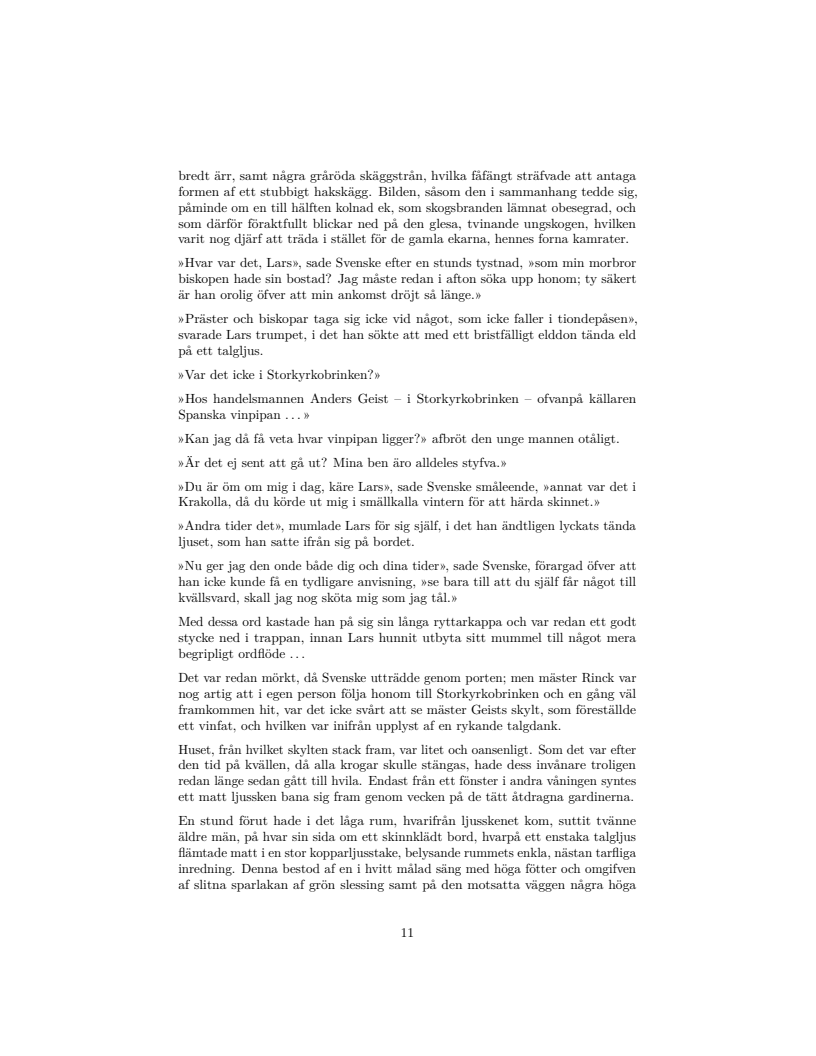 bredt ärr, samt några gråröda skäggstrån, hvilka fåfängt sträfvade att antaga
formen af ett stubbigt hakskägg. Bilden, såsom den i sammanhang tedde sig,
påminde om en till hälften kolnad ek, som skogsbranden lämnat obesegrad, och
som därför föraktfullt blickar ned på den glesa, tvinande ungskogen, hvilken
varit nog djärf att träda i stället för de gamla ekarna, hennes forna kamrater.
»Hvar var det, Lars», sade Svenske efter en stunds tystnad, »som min morbror
biskopen hade sin bostad? Jag måste redan i afton söka upp honom; ty säkert
är han orolig öfver att min ankomst dröjt så länge.»
»Präster och biskopar taga sig icke vid något, som icke faller i tiondepåsen»,
svarade Lars trumpet, i det han sökte att med ett bristfälligt elddon tända eld
på ett talgljus.
»Var det icke i Storkyrkobrinken?»
»Hos handelsmannen Anders Geist – i Storkyrkobrinken – ofvanpå källaren
Spanska vinpipan . . . »
»Kan jag då få veta hvar vinpipan ligger?» afbröt den unge mannen otåligt.
»Är det ej sent att gå ut? Mina ben äro alldeles styfva.»
»Du är öm om mig i dag, käre Lars», sade Svenske småleende, »annat var det i
Krakolla, då du körde ut mig i smällkalla vintern för att härda skinnet.»
»Andra tider det», mumlade Lars för sig själf, i det han ändtligen lyckats tända
ljuset, som han satte ifrån sig på bordet.
»Nu ger jag den onde både dig och dina tider», sade Svenske, förargad öfver att
han icke kunde få en tydligare anvisning, »se bara till att du själf får något till
kvällsvard, skall jag nog sköta mig som jag tål.»
Med dessa ord kastade han på sig sin långa ryttarkappa och var redan ett godt
stycke ned i trappan, innan Lars hunnit utbyta sitt mummel till något mera
begripligt ordflöde . . .
Det var redan mörkt, då Svenske utträdde genom porten; men mäster Rinck var
nog artig att i egen person följa honom till Storkyrkobrinken och en gång väl
framkommen hit, var det icke svårt att se mäster Geists skylt, som föreställde
ett vinfat, och hvilken var inifrån upplyst af en rykande talgdank.
Huset, från hvilket skylten stack fram, var litet och oansenligt. Som det var efter
den tid på kvällen, då alla krogar skulle stängas, hade dess invånare troligen
redan länge sedan gått till hvila. Endast från ett fönster i andra våningen syntes
ett matt ljussken bana sig fram genom vecken på de tätt åtdragna gardinerna.
En stund förut hade i det låga rum, hvarifrån ljusskenet kom, suttit tvänne
äldre män, på hvar sin sida om ett skinnklädt bord, hvarpå ett enstaka talgljus
flämtade matt i en stor kopparljusstake, belysande rummets enkla, nästan tarfliga
inredning. Denna bestod af en i hvitt målad säng med höga fötter och omgifven
af slitna sparlakan af grön slessing samt på den motsatta väggen några höga
11